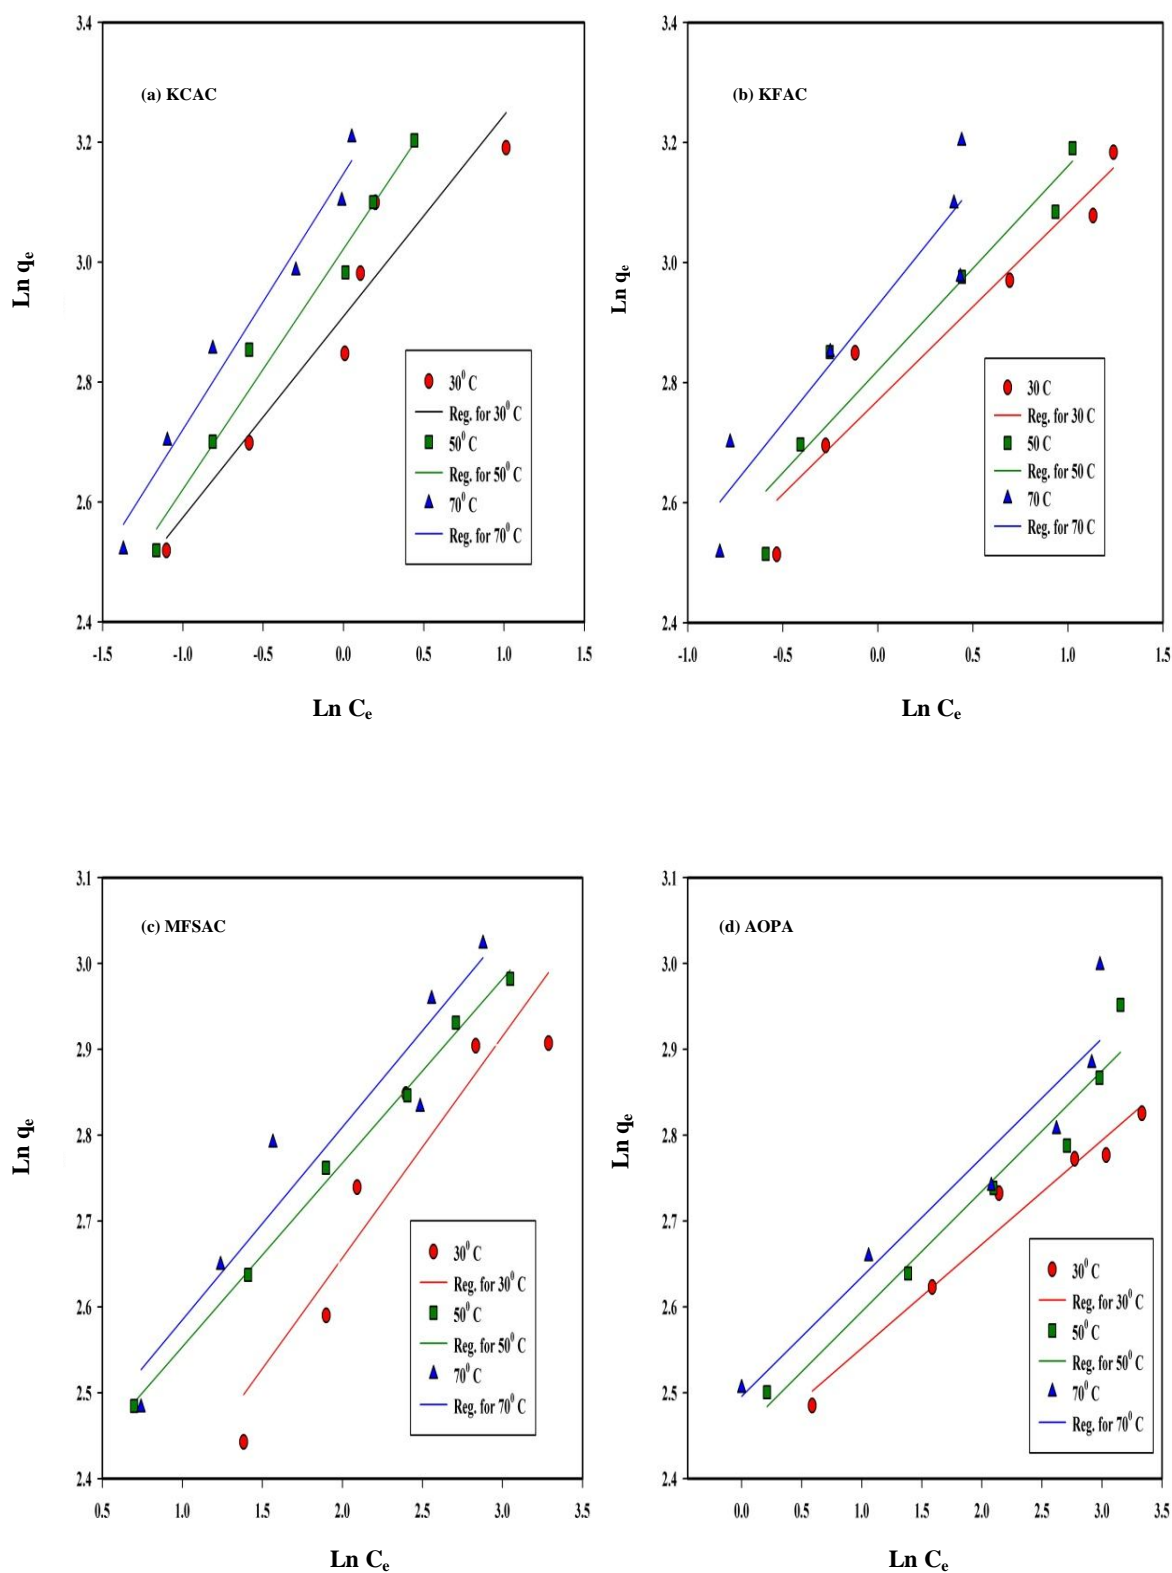 3.4
3.2
3.0
2.8
2.6
2.4
-1.5
-1.0
-0.5
0.0
0.5
1.0
1.5
Ln qe
Ln Ce
(a) KCAC
30⁰ C
Reg. for 30⁰ C
50⁰ C
Reg. for 50⁰ C
70⁰ C
Reg. for 70⁰ C
3.4
3.2
3.0
2.8
2.6
2.4
-1.0
-0.5
0.0
0.5
1.0
1.5
Ln qe
Ln Ce
(b) KFAC
30 C
Reg. for 30 C
50 C
Reg. for 50 C
70 C
Reg. for 70 C
3.1
3.0
2.9
2.8
2.7
2.6
2.5
2.4
0.5
1.0
1.5
2.0
2.5
3.0
3.5
Ln qe
Ln Ce
(c) MFSAC
30⁰ C
Reg. for 30⁰ C
50⁰ C
Reg. for 50⁰ C
70⁰ C
Reg. for 70⁰ C
3.1
3.0
2.9
2.8
2.7
2.6
2.5
2.4
0.0
0.5
1.0
1.5
2.0
2.5
3.0
3.5
Ln qe
Ln Ce
(d) AOPA
30⁰ C
Reg. for 30⁰ C
50⁰ C
Reg. for 50⁰ C
70⁰ C
Reg. for 70⁰ C